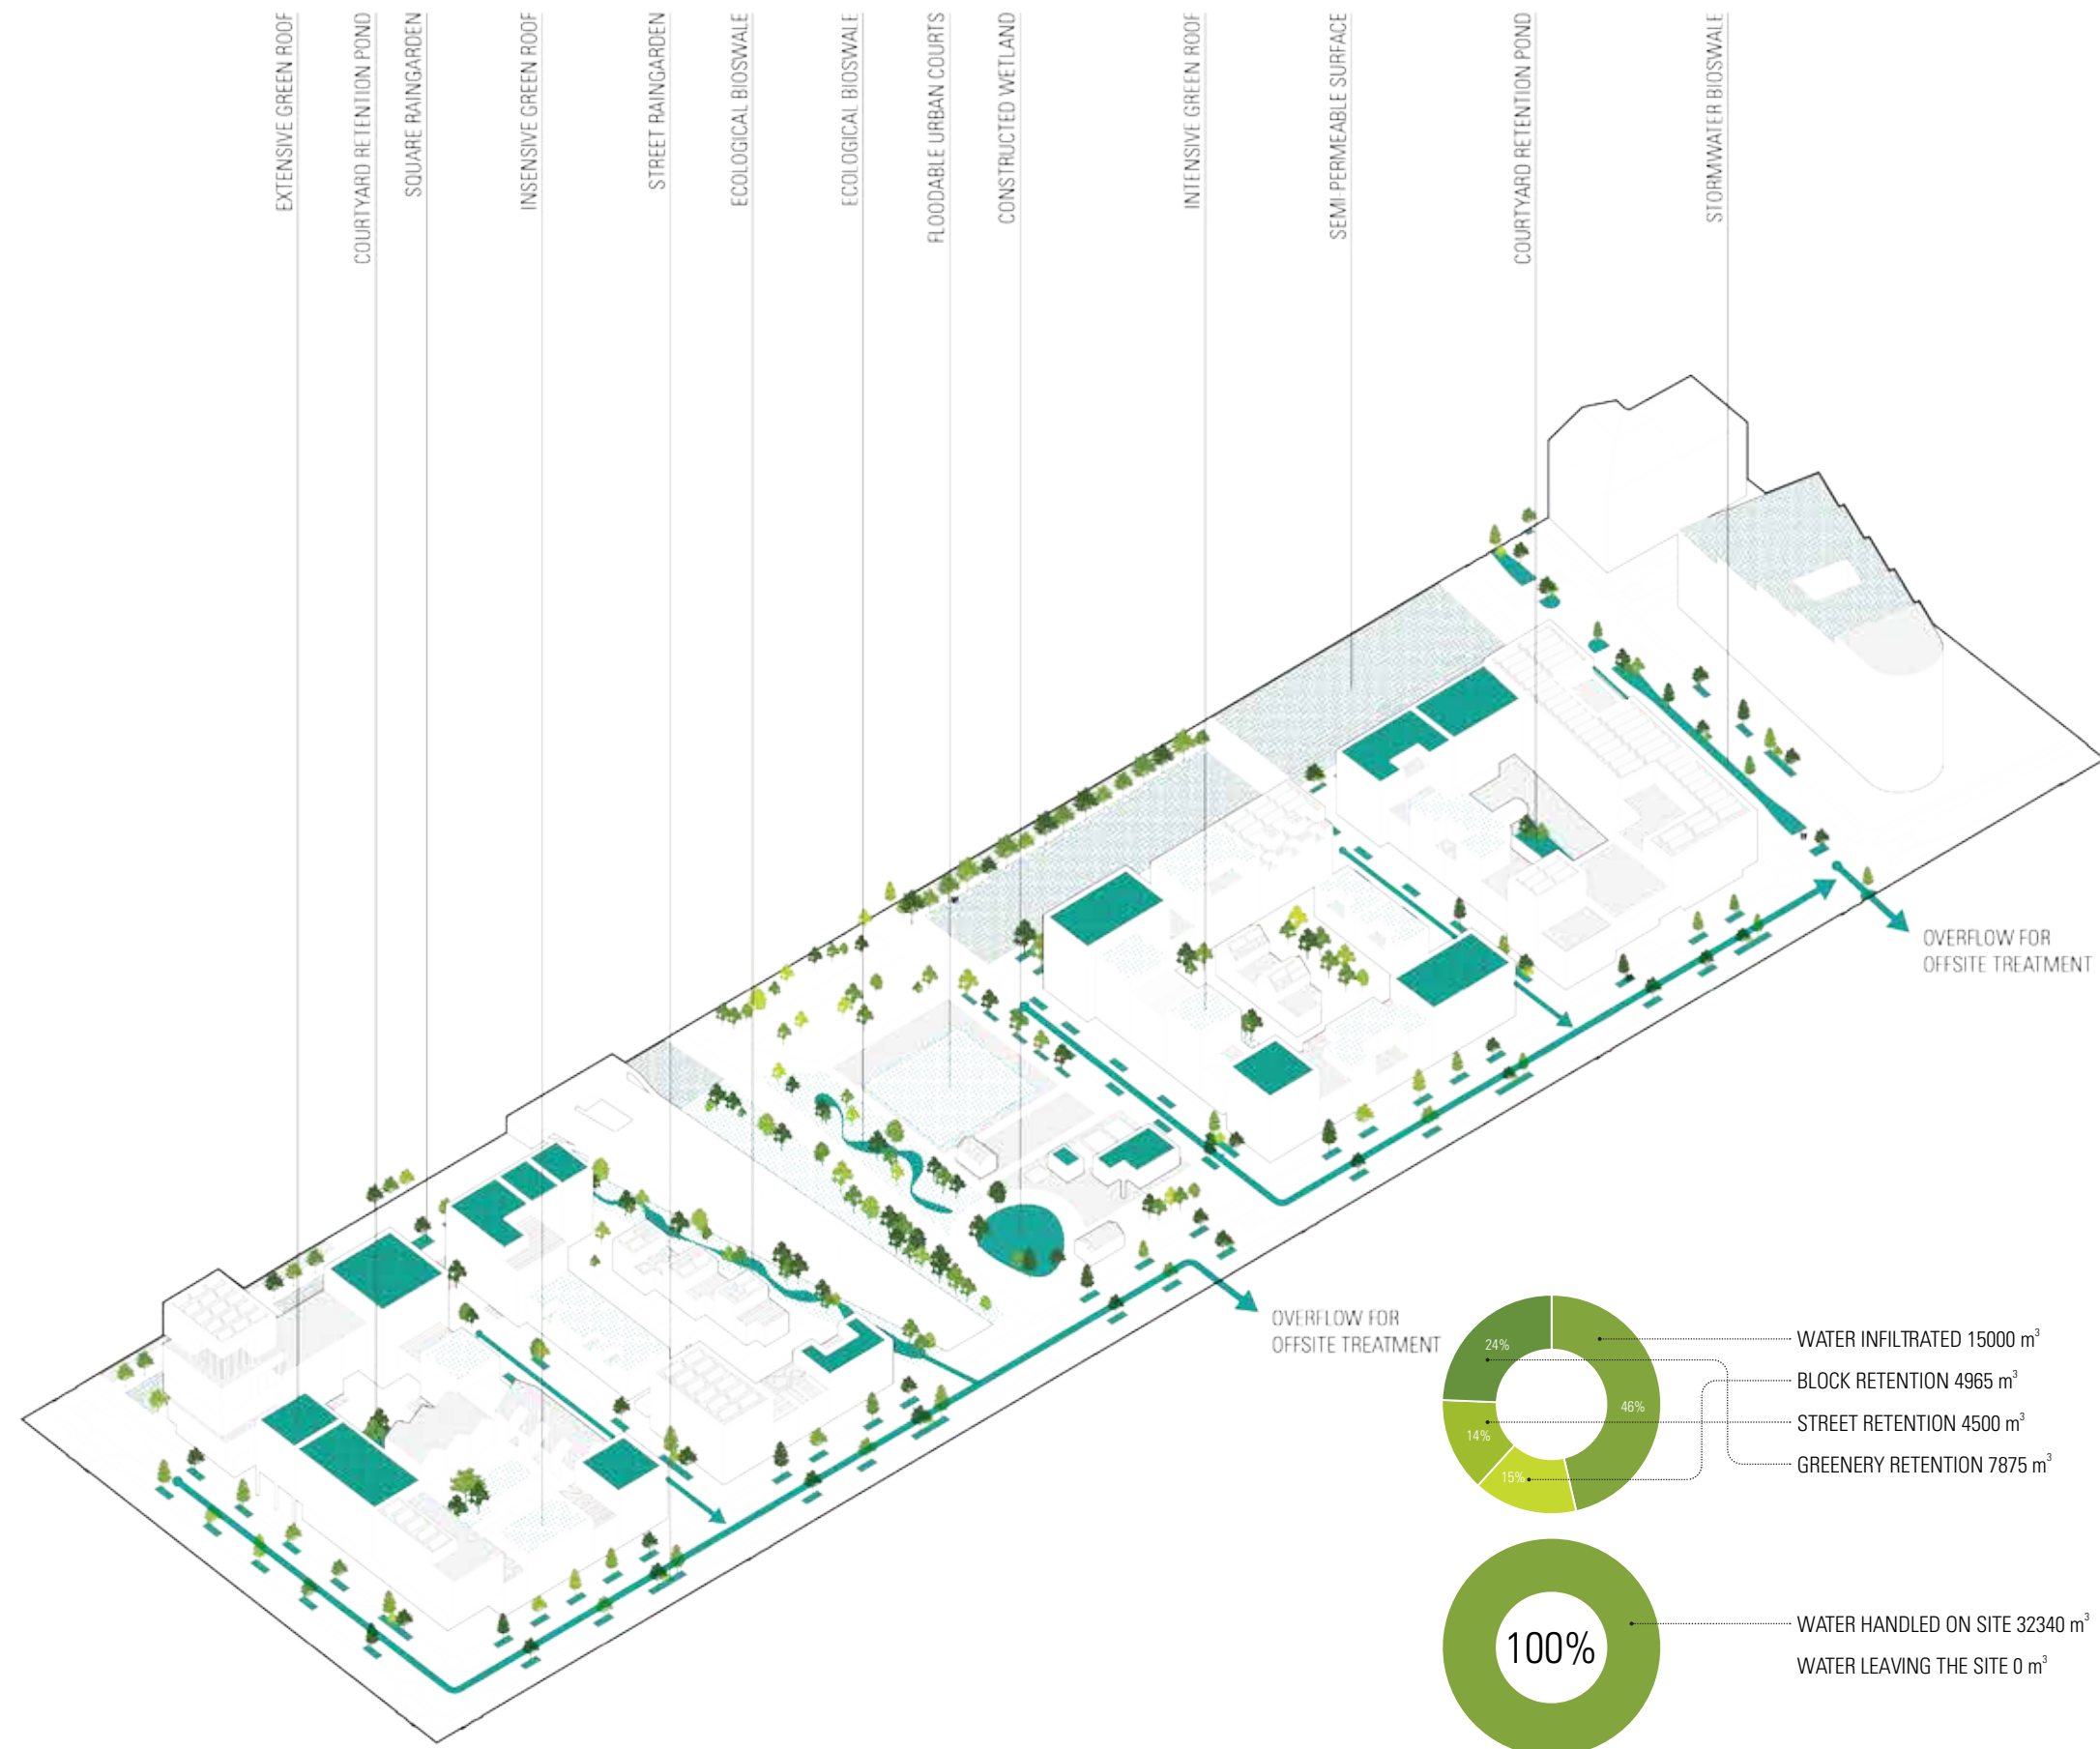 EXTENSIVE GREEN ROOF
COURTYARD RETENTION POND
SQUARE RAINGARDEN
INSENSIVE GREEN ROOF
STREET RAINGARDEN
ECOLOGICAL BIOSWALE
ECOLOGICAL BIOSWALE
FLOODABLE URBAN COURTS
CONSTRUCTED WETLAND
INTENSIVE GREEN ROOF
SEMI-PERMEABLE SURFACE
COURTYARD RETENTION POND
STORMWATER BIOSWALE
OVERFLOW FOR
OFFSITE TREATMENT
OVERFLOW FOR
OFFSITE TREATMENT
24%
46%
14%
15%
WATER INFILTRATED 15000 m³
BLOCK RETENTION 4965 m³
STREET RETENTION 4500 m³
GREENERY RETENTION 7875 m³
100%
WATER HANDLED ON SITE 32340 m³
WATER LEAVING THE SITE 0 m³